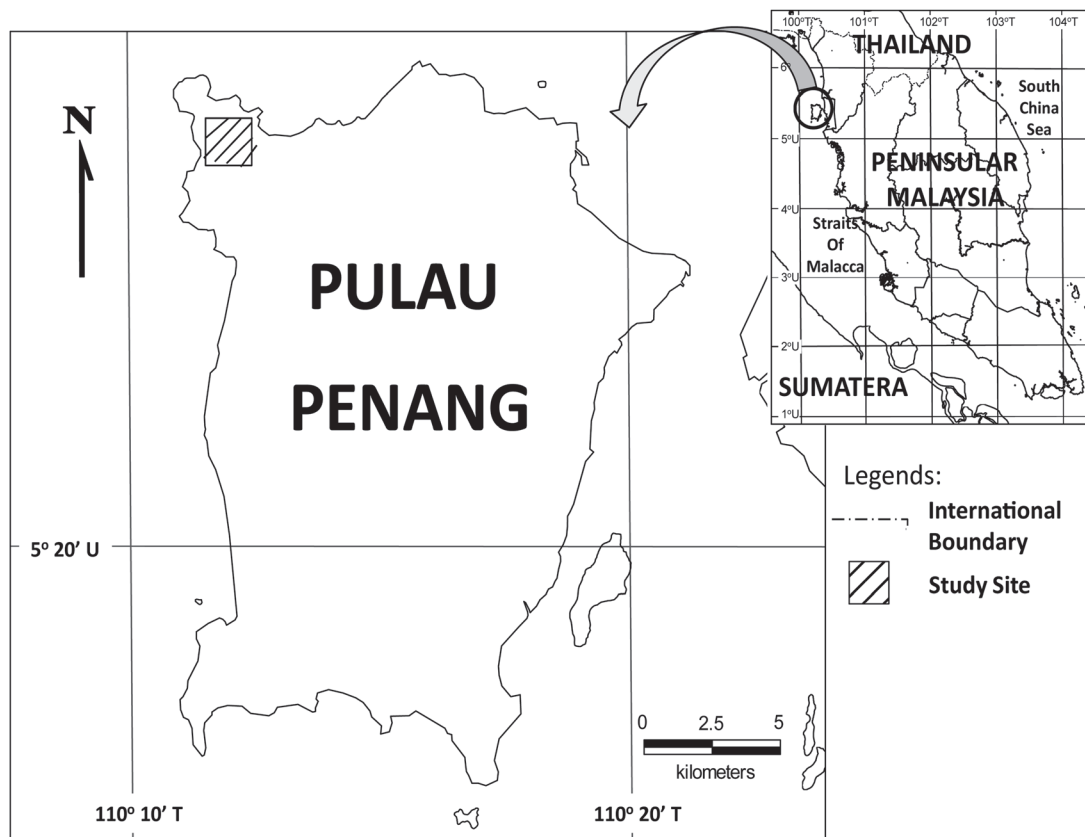 100°T 101°T 102°T 103°T 104°T
THAILAND
6°
South
China
Sea
5°U
PENINSULAR
MALAYSIA
4°U
Straits
Of
Malacca
3°U
2°U
SUMATERA
1°U
N
PULAU
PENANG
5° 20' U
0 2.5 5
kilometers
110° 10' T 110° 20' T
Legends:
International
Boundary
Study Site